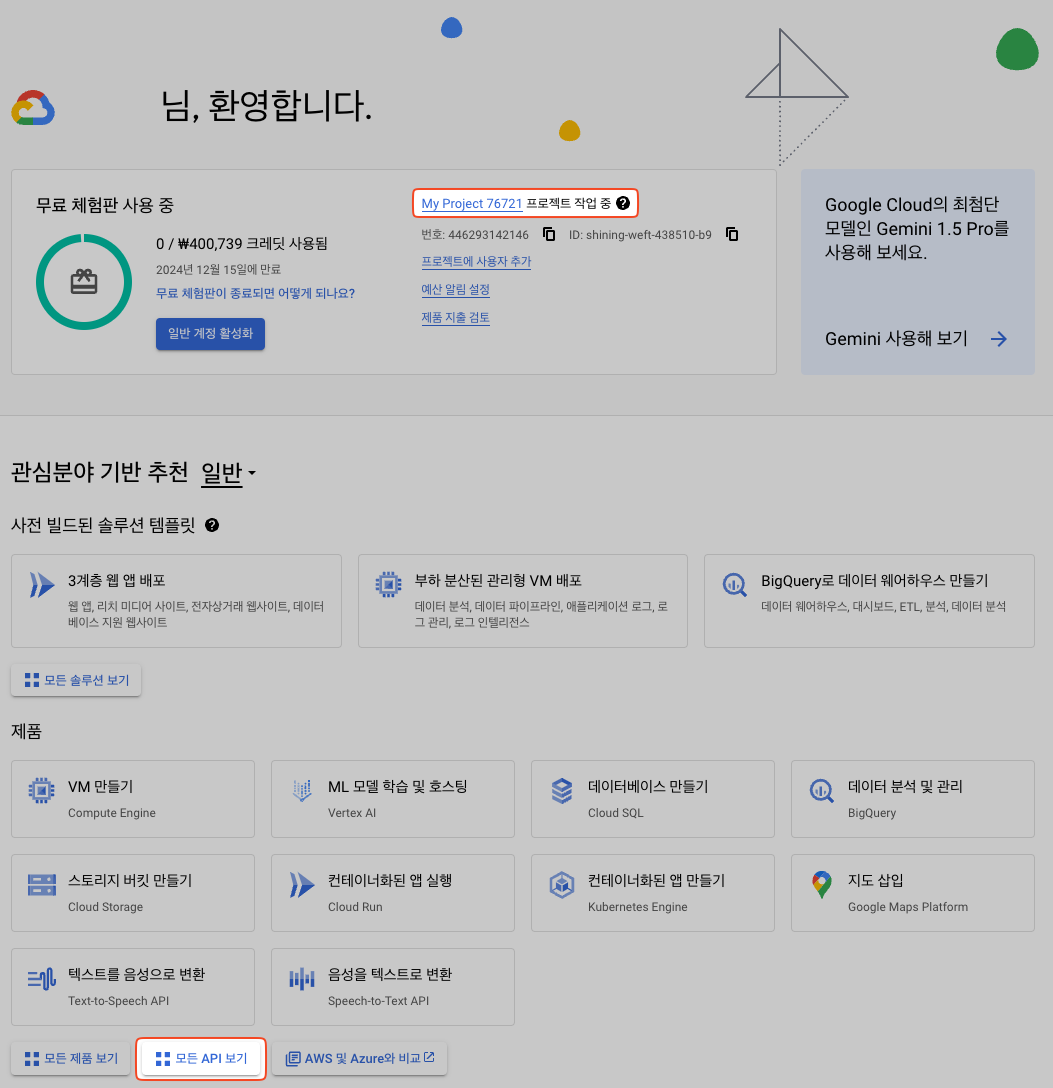 님, 환영합니다.
무료 체험판 사용 중
0 / ₩400,739 크레딧 사용됨
2024년 12월 15일에 만료
무료 체험판이 종료되면 어떻게 되나요?
일반 계정 활성화
My Project 76721 프로젝트 작업 중
번호: 446293142146 ID: shining-weft-438510-b9
프로젝트에 사용자 추가
예산 알림 설정
제품 지출 검토
Google Cloud의 최첨단
모델인 Gemini 1.5 Pro를
사용해 보세요.
Gemini 사용해 보기
관심분야 기반 추천 일반
사전 빌드된 솔루션 템플릿
3계층 웹 앱 배포
웹 앱, 리치 미디어 사이트, 전자상거래 웹사이트, 데이터
베이스 지원 웹사이트
부하 분산된 관리형 VM 배포
데이터 분석, 데이터 파이프라인, 애플리케이션 로그, 로
그 관리, 로그 인텔리전스
BigQuery로 데이터 웨어하우스 만들기
데이터 웨어하우스, 대시보드, ETL, 분석, 데이터 분석
모든 솔루션 보기
제품
VM 만들기
Compute Engine
ML 모델 학습 및 호스팅
Vertex AI
데이터베이스 만들기
Cloud SQL
데이터 분석 및 관리
BigQuery
스토리지 버킷 만들기
Cloud Storage
컨테이너화된 앱 실행
Cloud Run
컨테이너화된 앱 만들기
Kubernetes Engine
지도 삽입
Google Maps Platform
텍스트를 음성으로 변환
Text-to-Speech API
음성을 텍스트로 변환
Speech-to-Text API
모든 제품 보기
모든 API 보기
AWS 및 Azure와 비교